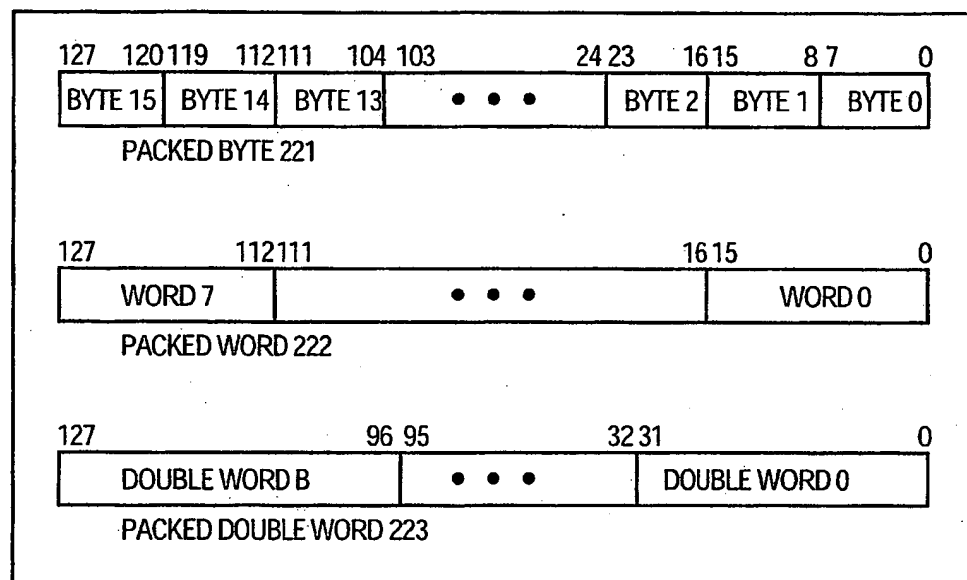 127 120 119 112 111 104 103 24 23 16 15 8 7 0
BYTE 15 BYTE 14 BYTE 13 • • • BYTE 2 BYTE 1 BYTE 0
PACKED BYTE 221
127 112 111 16 15 0
WORD 7 • • • WORD 0
PACKED WORD 222
127 96 95 32 31 0
DOUBLE WORD B • • • DOUBLE WORD 0
PACKED DOUBLE WORD 223